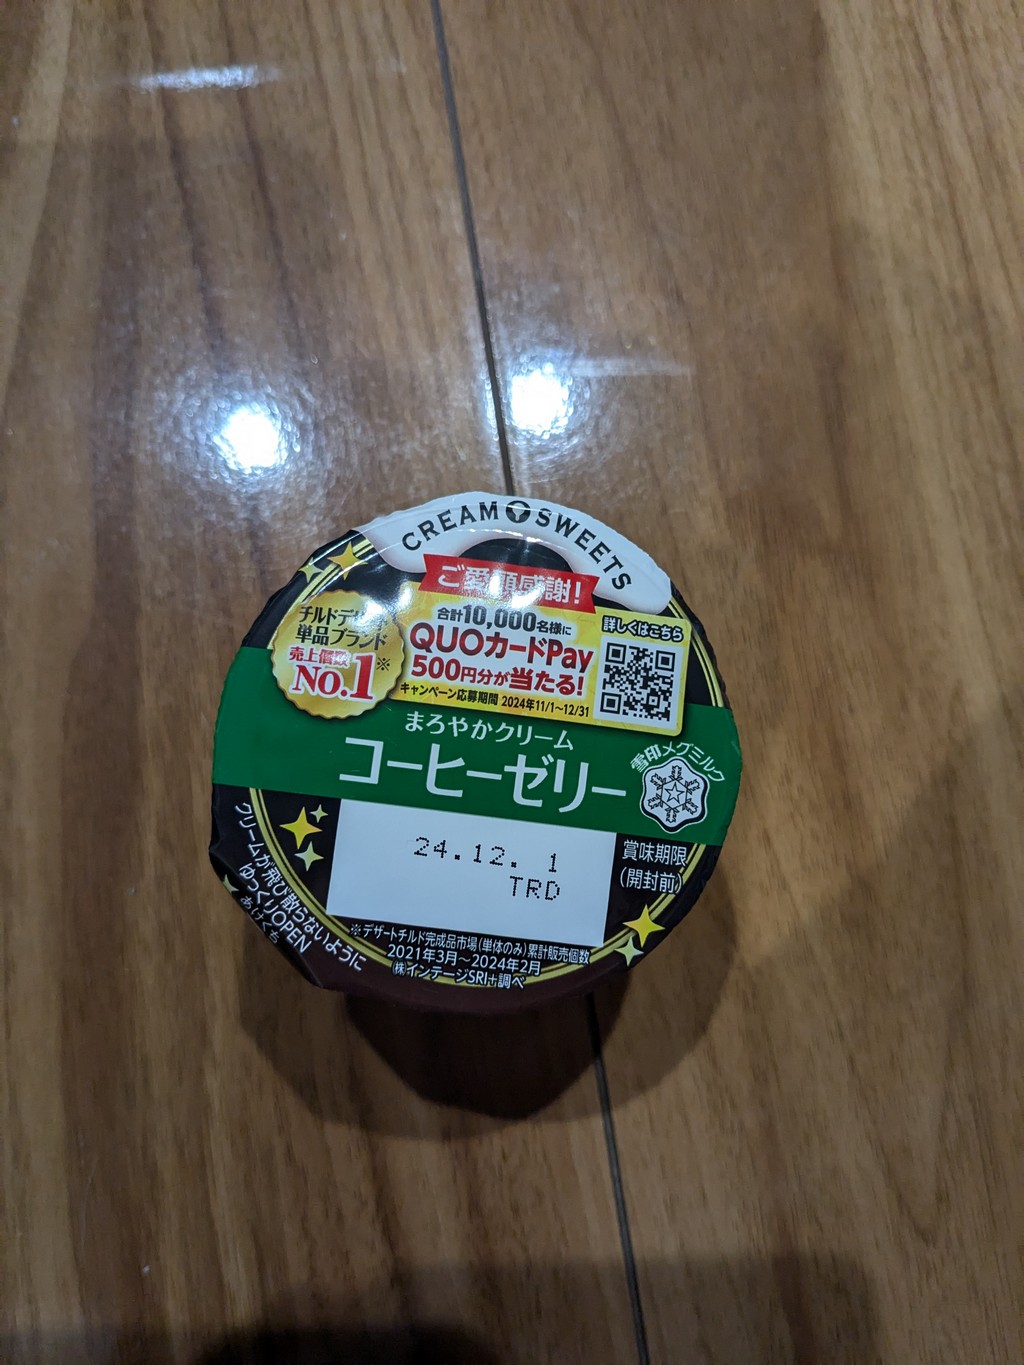 CREAM SWEETS
ご愛顧感謝!
チルドデザート
単品ブランド
売上個数
No.1※
合計10,000名様に
QUOカードPay
500円分が当たる!
キャンペーン応募期間 2024年11/1~12/31
詳しくはこちら
まろやかクリーム
コーヒーゼリー
雪印メグミルク
24.12. 1
TRD
賞味期限
(開封前)
クリームが飛び散らないように
ゆっくりOPEN
あけくち
※デザートチルド完成品市場(単体のみ)累計販売個数
2021年3月~2024年2月
㈱インテージSRI+調べ